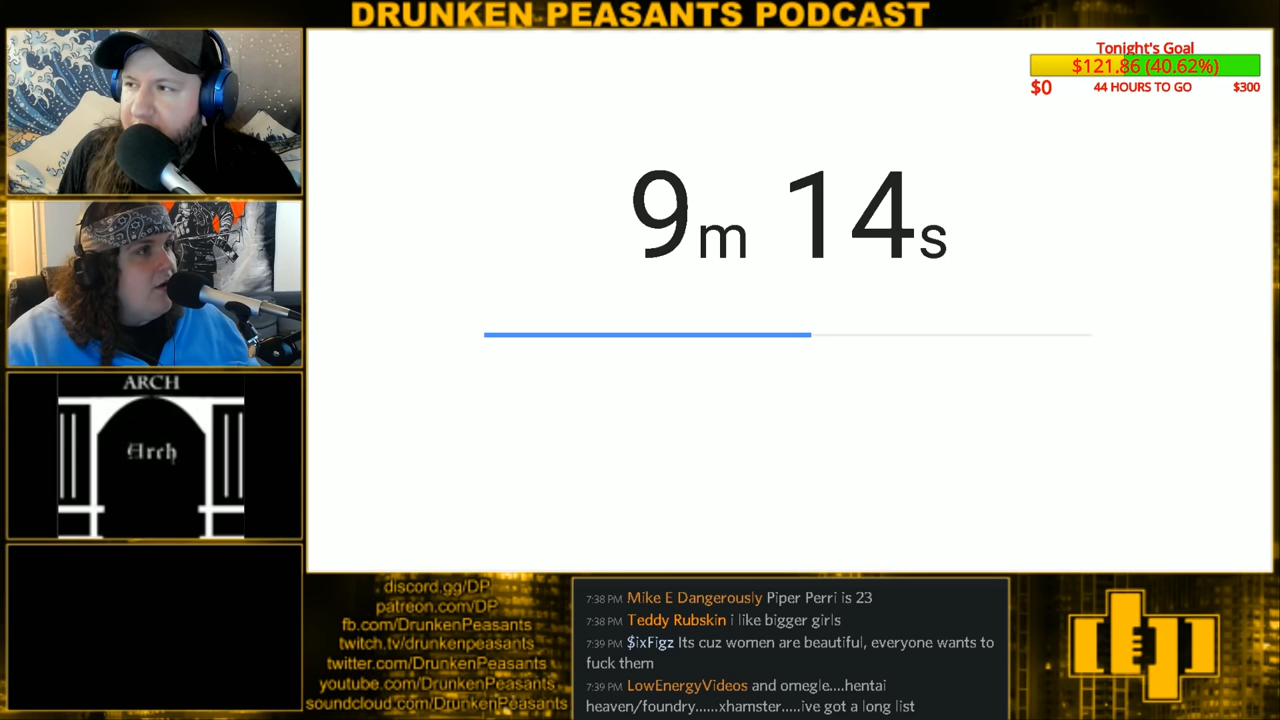 DRUNKEN PEASANTS PODCAST
Tonight's Goal
$121.86 (40.62%)
$0 44 HOURS TO GO $300
9m 14s
ARCH
Arch
discord.gg/DP
patreon.com/DP
fb.com/DrunkenPeasants
twitch.tv/drunkenpeasants
twitter.com/DrunkenPeasants
youtube.com/DrunkenPeasants
soundcloud.com/DrunkenPeasants
7:38 PM Mike E Dangerously Piper Perri is 23
7:38 PM Teddy Rubskin i like bigger girls
7:39 PM $ixFigz Its cuz women are beautiful, everyone wants to
fuck them
7:39 PM LowEnergyVideos and omegle....hentai
heaven/foundry......xhamster.....ive got a long list